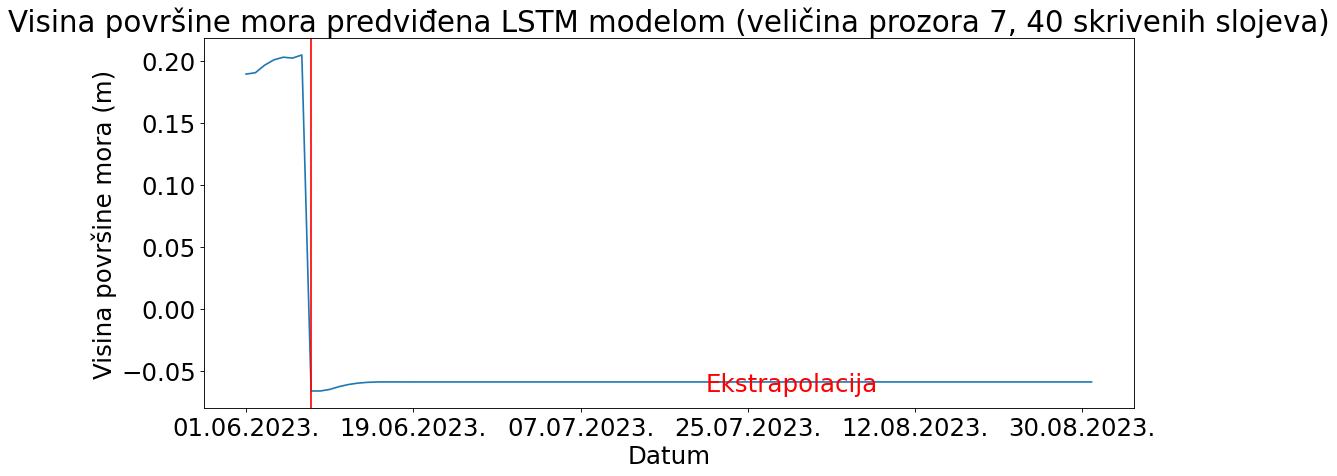 Visina površine mora predviđena LSTM modelom (veličina prozora 7, 40 skrivenih slojeva)
Visina površine mora (m)
0.20
0.15
0.10
0.05
0.00
−0.05
Ekstrapolacija
01.06.2023. 19.06.2023. 07.07.2023. 25.07.2023. 12.08.2023. 30.08.2023.
Datum